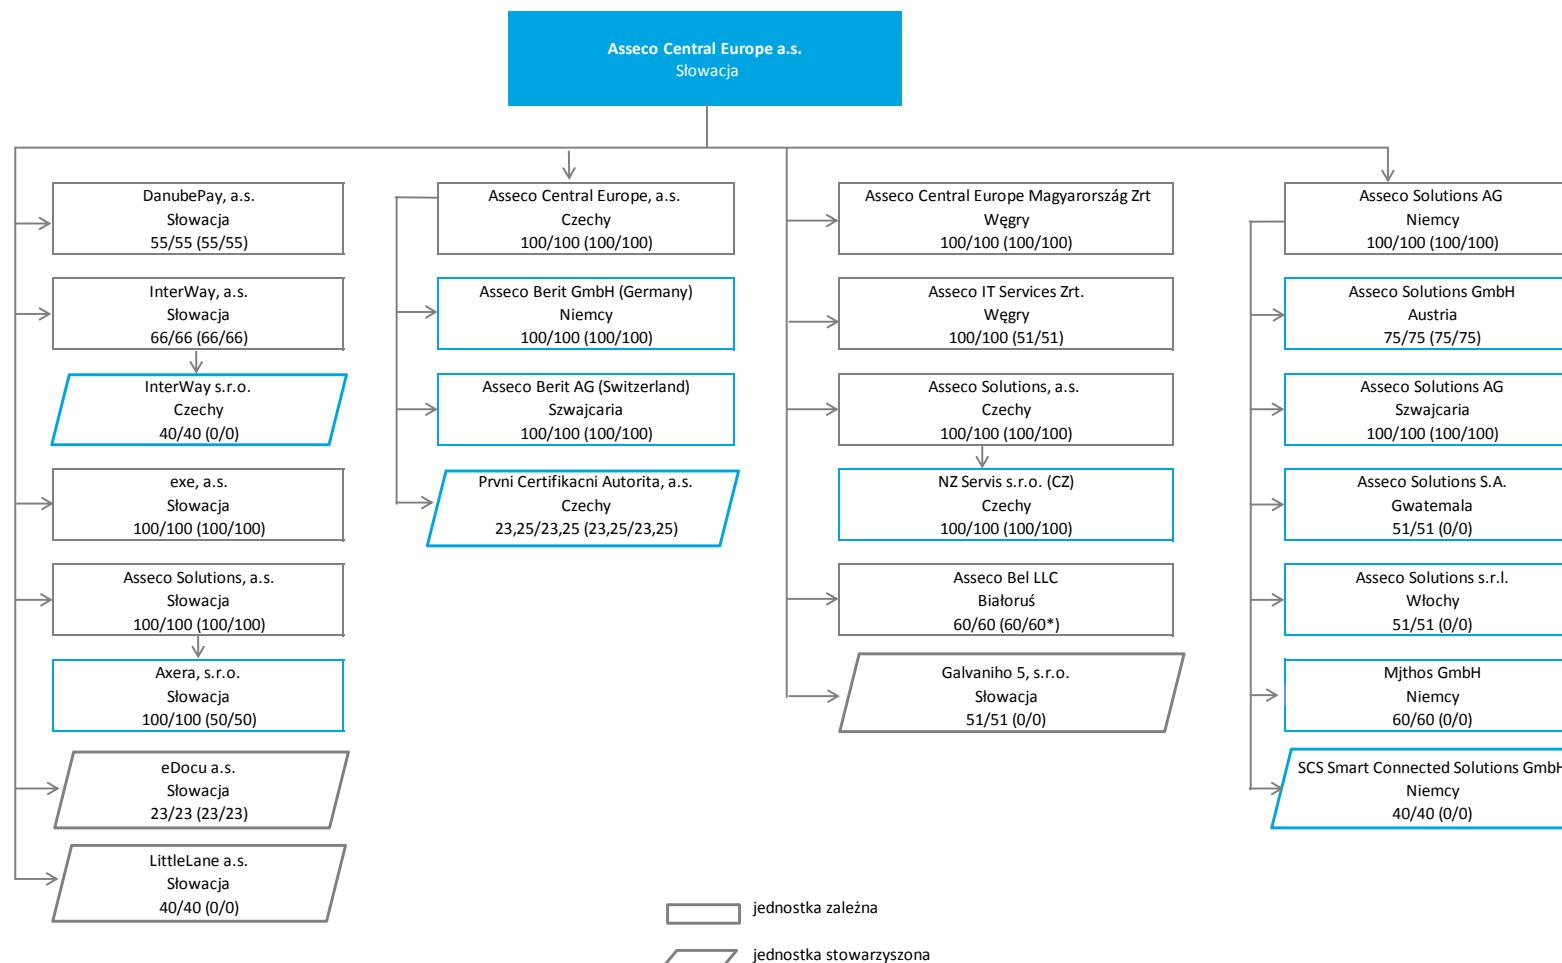 Asseco Central Europe a.s.
Słowacja
DanubePay, a.s.
Słowacja
55/55 (55/55)
InterWay, a.s.
Słowacja
66/66 (66/66)
InterWay s.r.o.
Czechy
40/40 (0/0)
exe, a.s.
Słowacja
100/100 (100/100)
Asseco Solutions, a.s.
Słowacja
100/100 (100/100)
Axera, s.r.o.
Słowacja
100/100 (50/50)
eDocu a.s.
Słowacja
23/23 (23/23)
LittleLane a.s.
Słowacja
40/40 (0/0)
Asseco Central Europe, a.s.
Czechy
100/100 (100/100)
Asseco Berit GmbH (Germany)
Niemcy
100/100 (100/100)
Asseco Berit AG (Switzerland)
Szwajcaria
100/100 (100/100)
Prvni Certifikacni Autorita, a.s.
Czechy
23,25/23,25 (23,25/23,25)
Asseco Central Europe Magyarország Zrt
Węgry
100/100 (100/100)
Asseco IT Services Zrt.
Węgry
100/100 (51/51)
Asseco Solutions, a.s.
Czechy
100/100 (100/100)
NZ Servis s.r.o. (CZ)
Czechy
100/100 (100/100)
Asseco Bel LLC
Białoruś
60/60 (60/60*)
Galvaniho 5, s.r.o.
Słowacja
51/51 (0/0)
Asseco Solutions AG
Niemcy
100/100 (100/100)
Asseco Solutions GmbH
Austria
75/75 (75/75)
Asseco Solutions AG
Szwajcaria
100/100 (100/100)
Asseco Solutions S.A.
Gwatemala
51/51 (0/0)
Asseco Solutions s.r.l.
Włochy
51/51 (0/0)
Mjthos GmbH
Niemcy
60/60 (0/0)
SCS Smart Connected Solutions GmbH
Niemcy
40/40 (0/0)
jednostka zależna
jednostka stowarzyszona